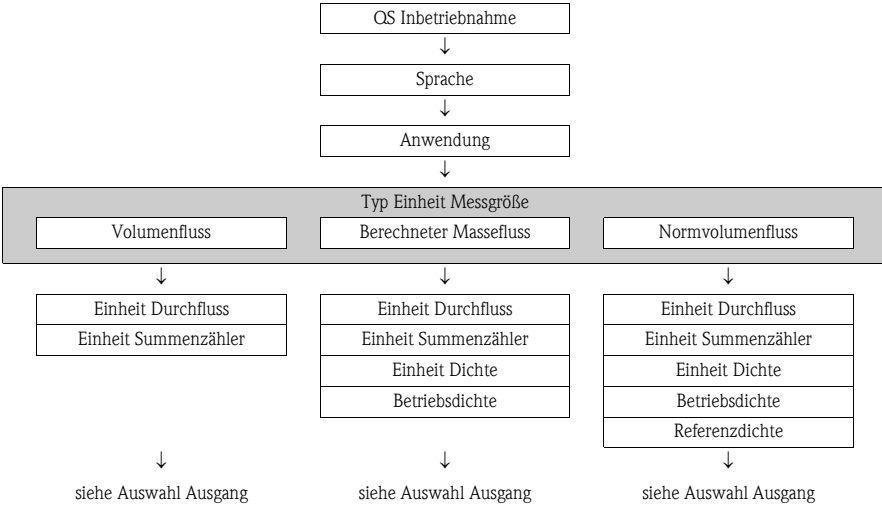 QS Inbetriebnahme
↓
Sprache
↓
Anwendung
↓
Typ Einheit Messgröße
Volumenfluss Berechneter Massefluss Normvolumenfluss
↓ ↓ ↓
Einheit Durchfluss Einheit Durchfluss Einheit Durchfluss
Einheit Summenzähler Einheit Summenzähler Einheit Summenzähler
Einheit Dichte Einheit Dichte
Betriebsdichte Betriebsdichte
Referenzdichte
↓ ↓ ↓
siehe Auswahl Ausgang siehe Auswahl Ausgang siehe Auswahl Ausgang